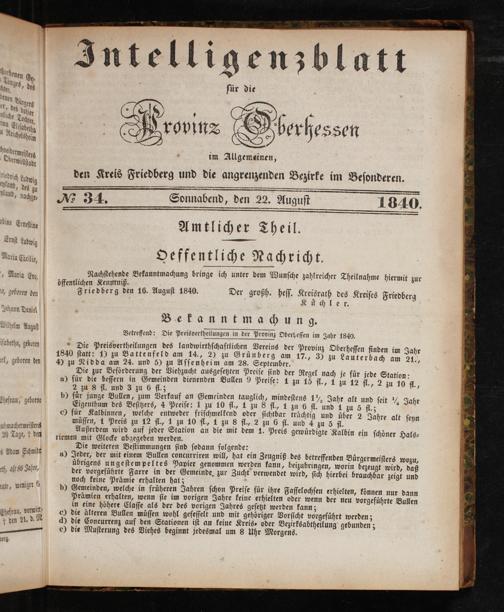 Intelligenzblatt
für die
Provinz Oberhessen
im Allgemeinen,
den Kreis Friedberg und die angrenzenden Bezirke im Besonderen.
№ 34. Sonnabend, den 22. August 1840.
Amtlicher Theil.
Oeffentliche Nachricht.
Nachstehende Bekanntmachung bringe ich unter dem Wunsche zahlreicher Theilnahme hiermit zur
öffentlichen Kenntniß.
Friedberg den 16. August 1840. Der großh. hess. Kreisrath des Kreises Friedberg
Küchler.
Bekanntmachung.
Betreffend: Die Preisvertheilungen in der Provinz Oberhessen im Jahr 1840.
Die Preisvertheilungen des landwirthschaftlichen Vereins der Provinz Oberhessen finden im Jahr
1840 statt: 1) zu Battenfeld am 14., 2) zu Grünberg am 17., 3) zu Lauterbach am 21.,
4) zu Nidda am 24. und 5) zu Assenheim am 28. September.
Die zur Beförderung der Biehzucht ausgesetzten Preise sind der Regel nach je für jede Station:
a) für die bessern in Gemeinden dienenden Bullen 9 Preise: 1 zu 15 fl., 1 zu 12 fl., 2 zu 10 fl.,
2 zu 8 fl. und 3 zu 6 fl.;
b) für junge Bullen, zum Verkauf an Gemeinden tauglich, mindestens 1½ Jahr alt und seit ¼ Jahr
Eigenthum des Besitzers, 4 Preise: 1 zu 10 fl., 1 zu 8 fl., 1 zu 6 fl. und 1 zu 5 fl.;
c) für Kalbinnen, welche entweder frischmelkend oder sichtbar trächtig und über 2 Jahre alt seyn
müssen, 1 Preis zu 12 fl., 1 zu 10 fl., 1 zu 8 fl., 2 zu 6 fl. und 4 zu 5 fl.
Außerdem wird auf jeder Station an die mit dem 1. Preis gewürdigte Kalbin ein schöner Hals-
riemen mit Glocke abgegeben werden.
Die weiteren Bestimmungen sind sodann folgende:
a) Jeder, der mit einem Bullen concurriren will, hat ein Zeugniß des betreffenden Bürgermeisters wozu,
übrigens ungestempeltes Papier genommen werden kann, beizubringen, worin bezeugt wird, daß
der vorgeführte Farre in der Gemeinde zur Zucht verwendet wird, sich hierbei brauchbar zeigt und
noch keine Prämie erhalten hat;
b) Gemeinden, welche in früheren Jahren schon Preise für ihre Fasselochsen erhielten, können nur dann
Prämien erhalten, wenn sie im vorigen Jahre keine erhielten oder wenn der neu vorgeführte Bullen
in eine höhere Classe als der des vorigen Jahres gesetzt werden kann;
c) die älteren Bullen müssen wohl gefesselt und mit gehöriger Vorsicht vorgeführt werden;
d) die Concurrenz auf den Stationen ist an keine Kreis- oder Bezirksabtheilung gebunden;
e) die Musterung des Viehes beginnt jedesmal um 8 Uhr Morgens.